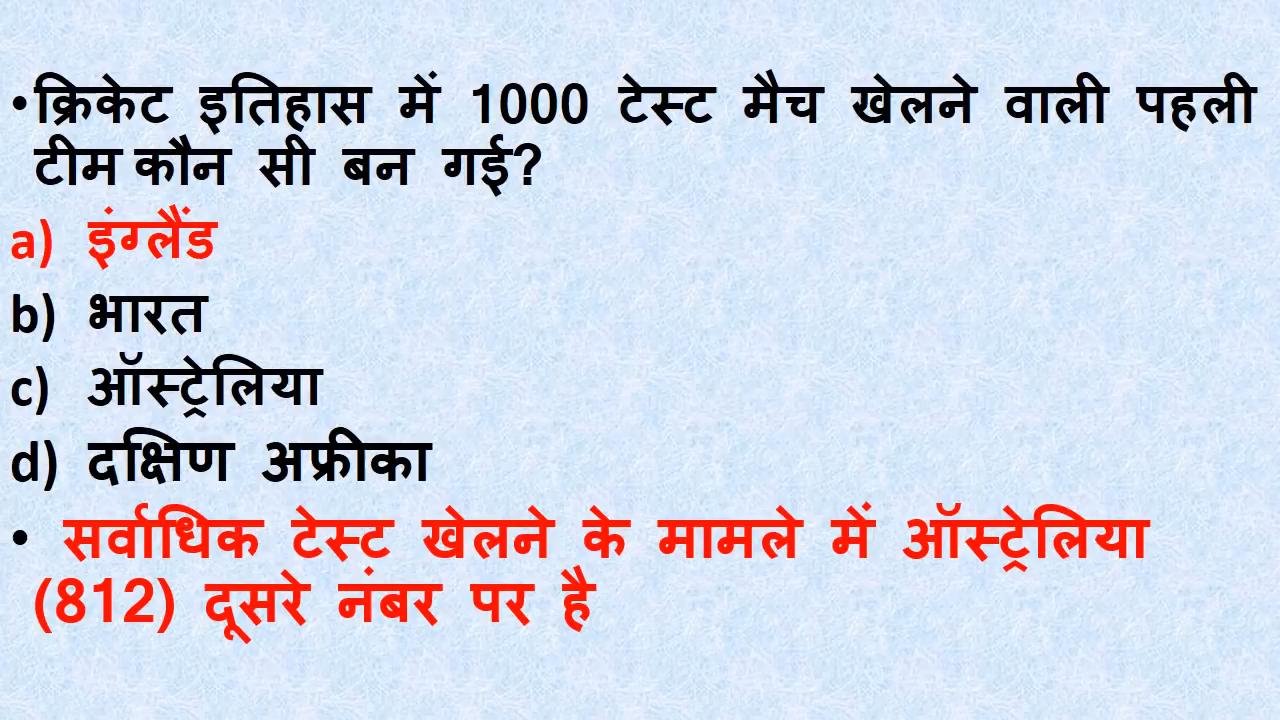 •क्रिकेट इतिहास में 1000 टेस्ट मैच खेलने वाली पहली
टीम कौन सी बन गई?
a) इंग्लैंड
b) भारत
c) ऑस्ट्रेलिया
d) दक्षिण अफ्रीका
• सर्वाधिक टेस्ट खेलने के मामले में ऑस्ट्रेलिया
(812) दूसरे नंबर पर है